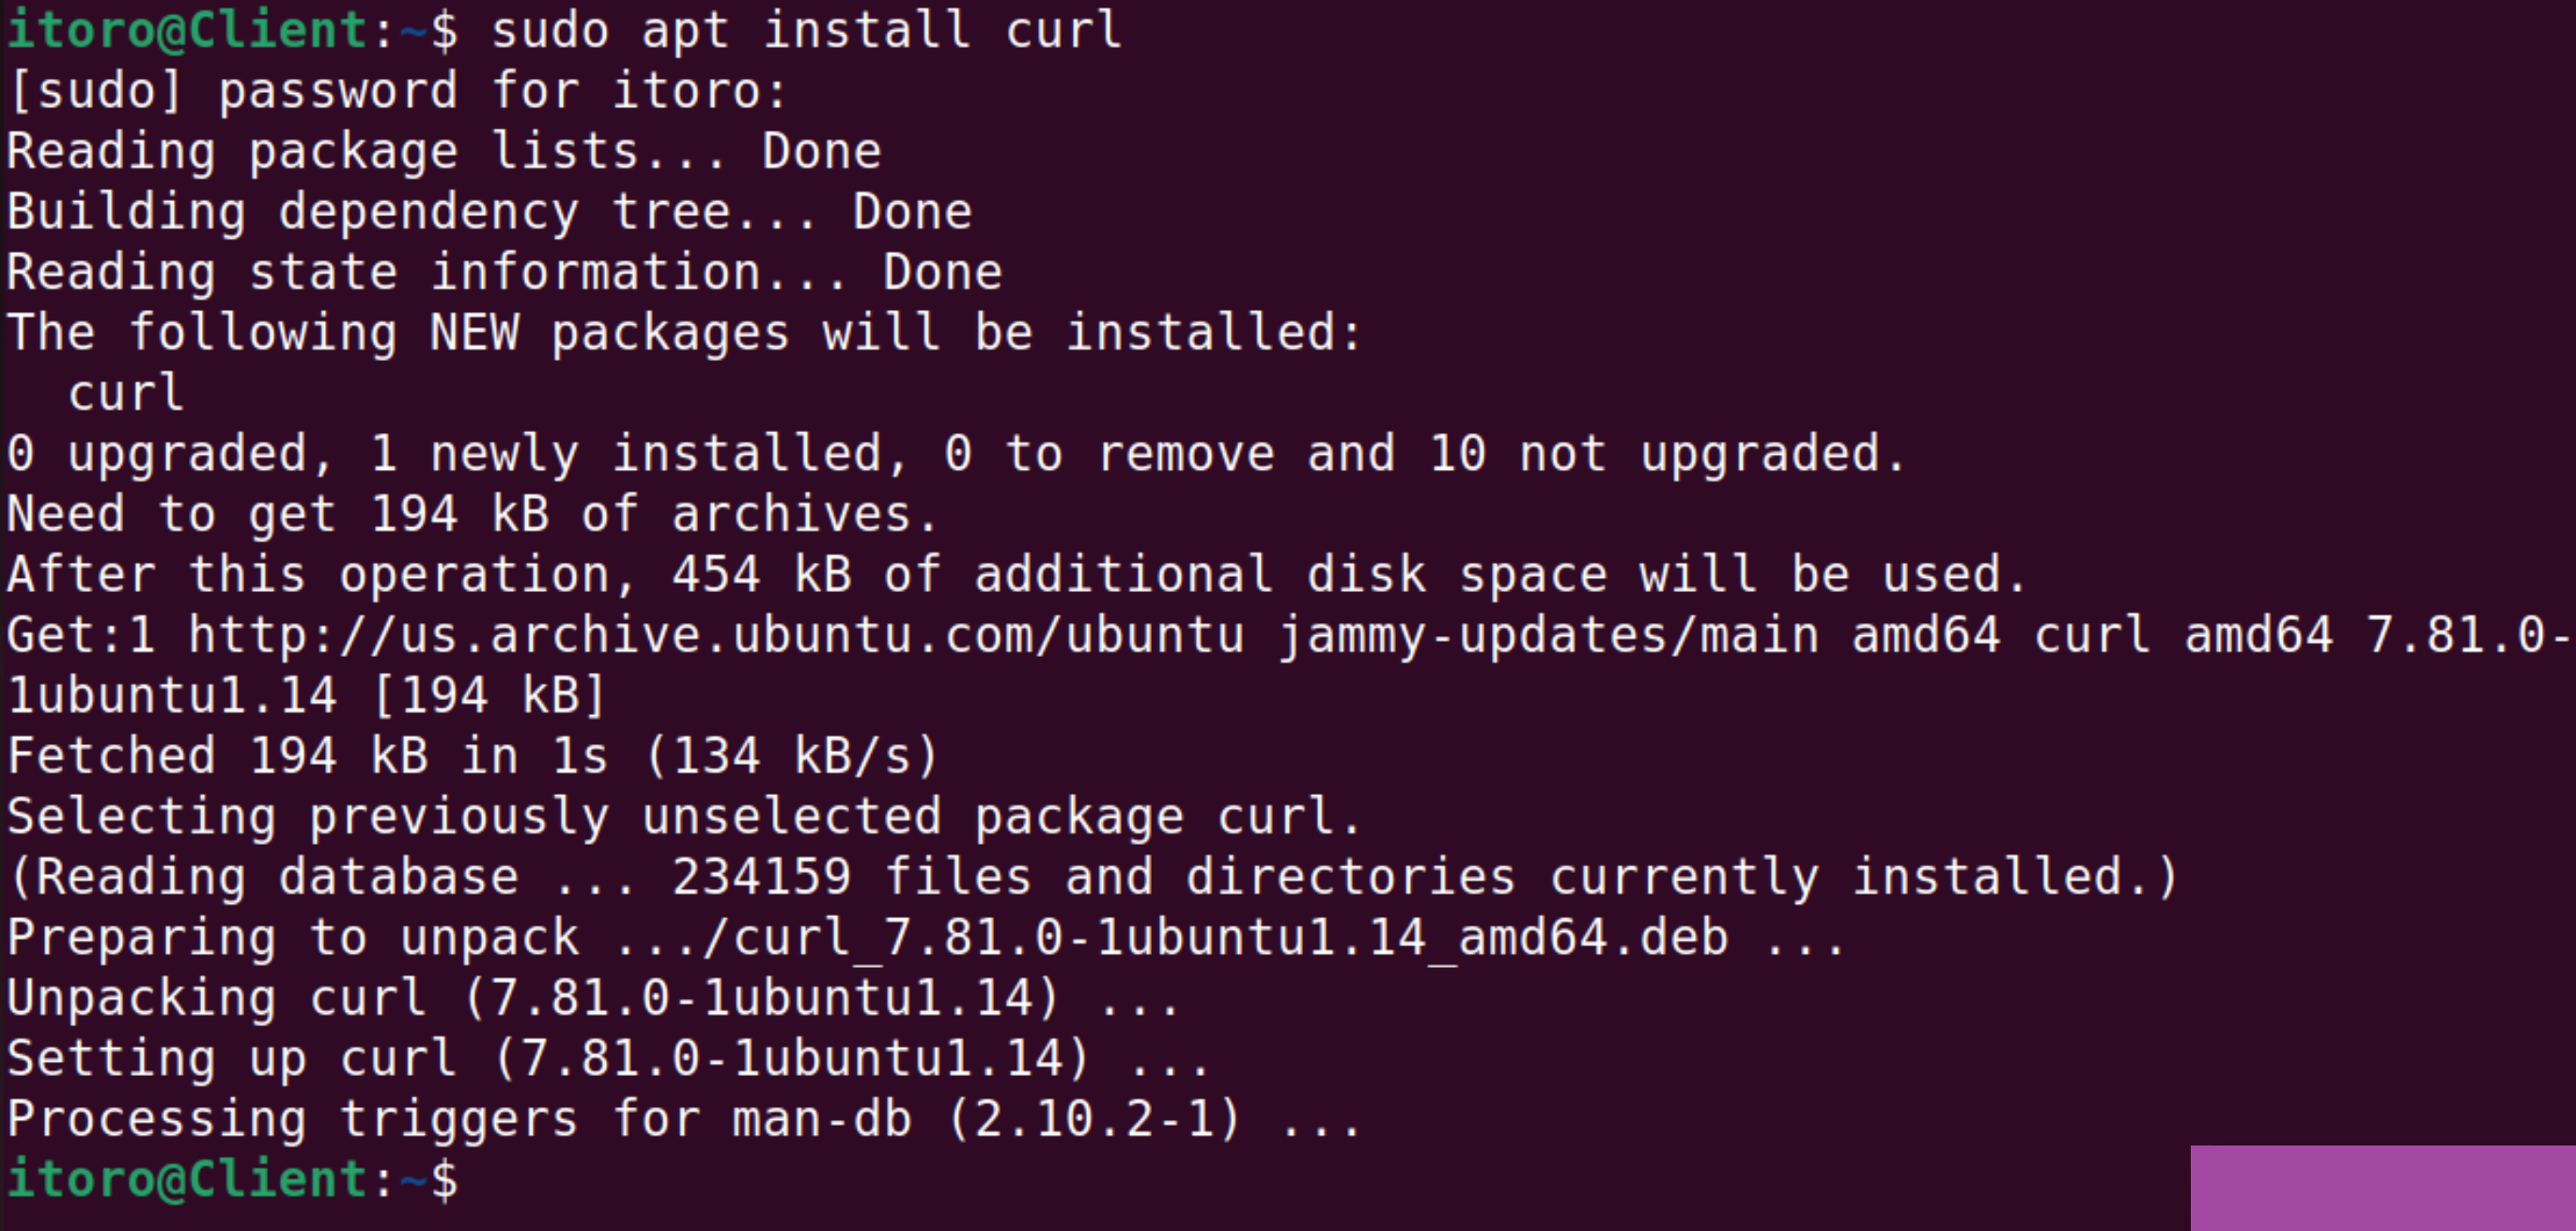 itoro@Client:~$ sudo apt install curl
[sudo] password for itoro:
Reading package lists... Done
Building dependency tree... Done
Reading state information... Done
The following NEW packages will be installed:
  curl
0 upgraded, 1 newly installed, 0 to remove and 10 not upgraded.
Need to get 194 kB of archives.
After this operation, 454 kB of additional disk space will be used.
Get:1 http://us.archive.ubuntu.com/ubuntu jammy-updates/main amd64 curl amd64 7.81.0-
1ubuntu1.14 [194 kB]
Fetched 194 kB in 1s (134 kB/s)
Selecting previously unselected package curl.
(Reading database ... 234159 files and directories currently installed.)
Preparing to unpack .../curl_7.81.0-1ubuntu1.14_amd64.deb ...
Unpacking curl (7.81.0-1ubuntu1.14) ...
Setting up curl (7.81.0-1ubuntu1.14) ...
Processing triggers for man-db (2.10.2-1) ...
itoro@Client:~$